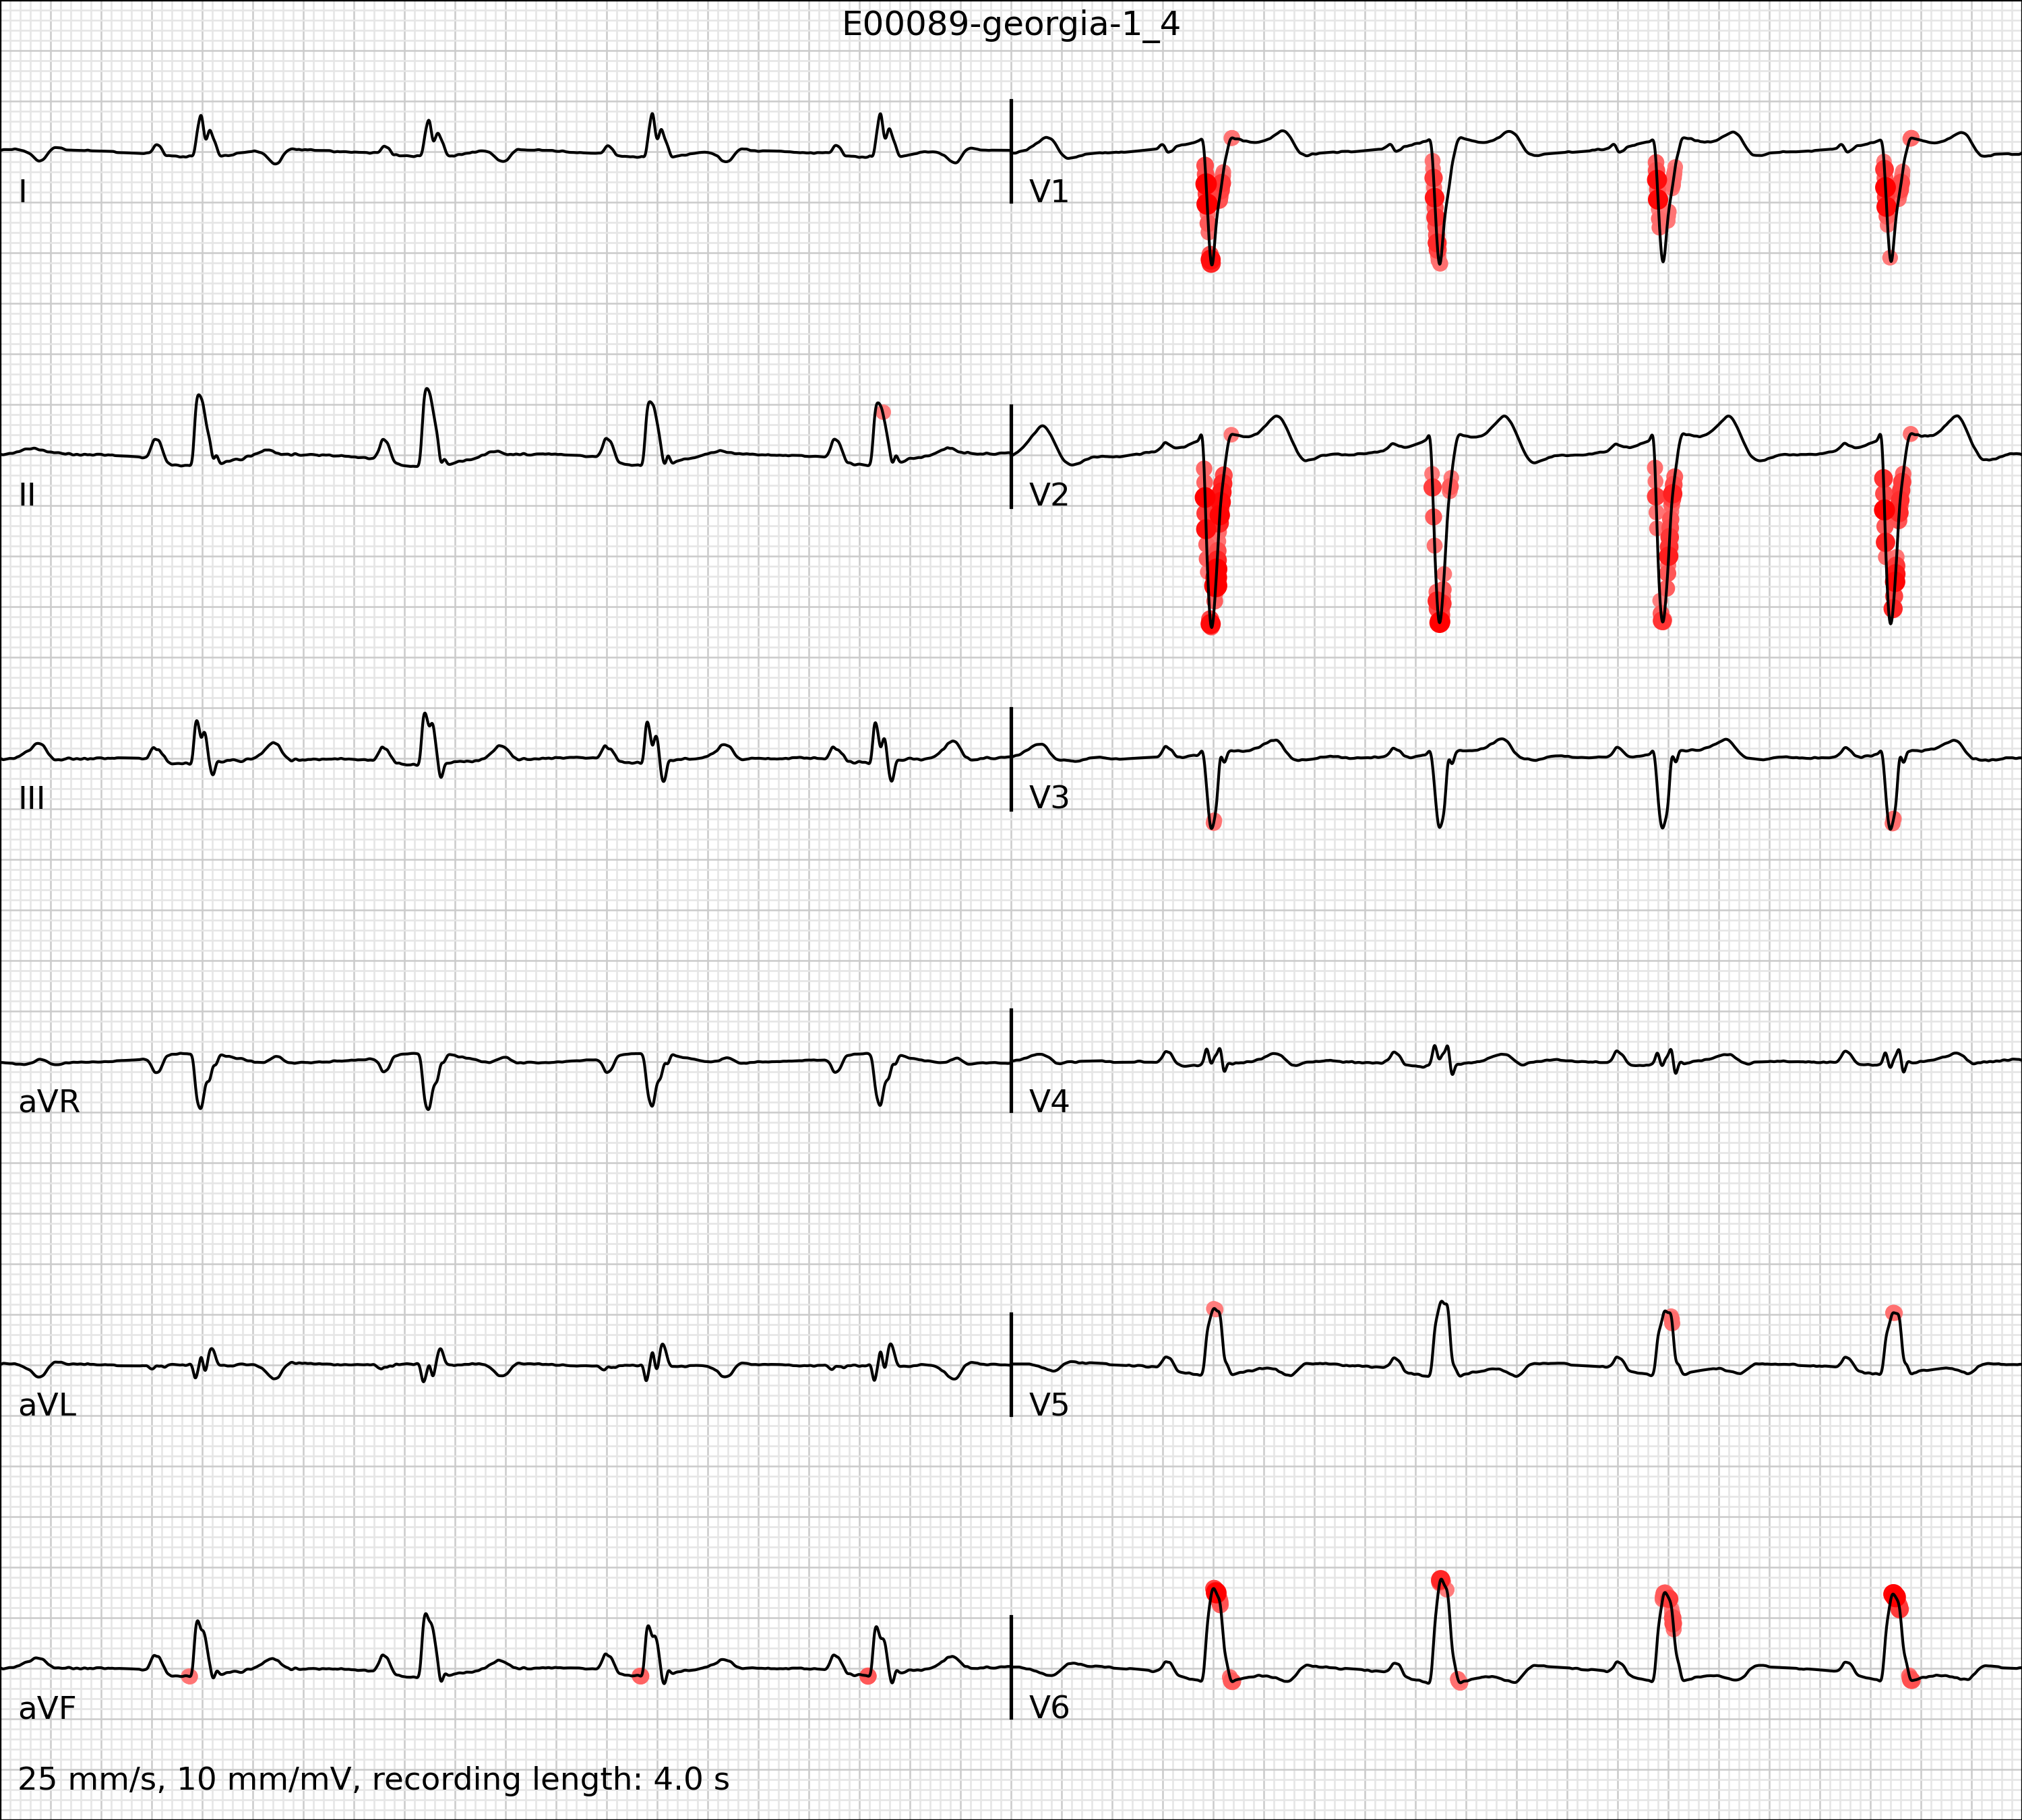 E00089-georgia-1_4
I
V1
II
V2
III
V3
aVR
V4
aVL
V5
aVF
V6
25 mm/s, 10 mm/mV, recording length: 4.0 s